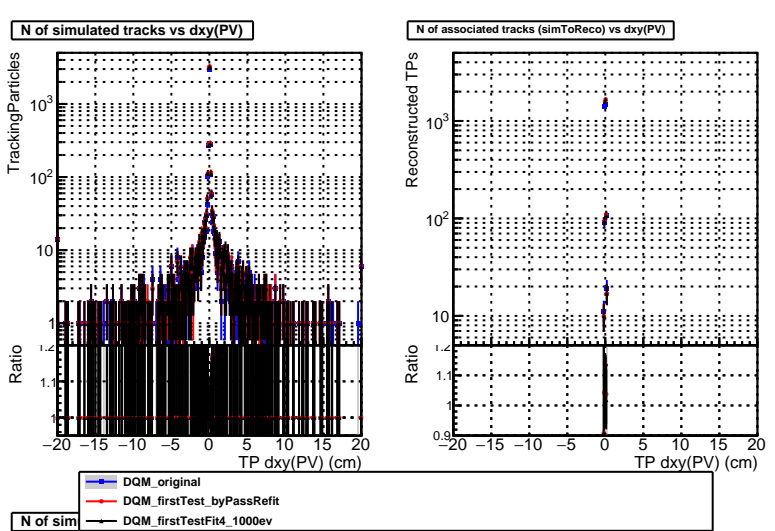 N of simulated tracks vs dxy(PV)
TrackingParticles
10³
10²
10
1
Ratio
1.2
1.1
1
−20 −15 −10 −5 0 5 10 15 20
TP dxy(PV) (cm)
N of associated tracks (simToReco) vs dxy(PV)
Reconstructed TPs
10³
10²
10
Ratio
1.2
1.1
1
0.9
−20 −15 −10 −5 0 5 10 15 20
TP dxy(PV) (cm)
DQM_original
DQM_firstTest_byPassRefit
DQM_firstTestFit4_1000ev
N of sim